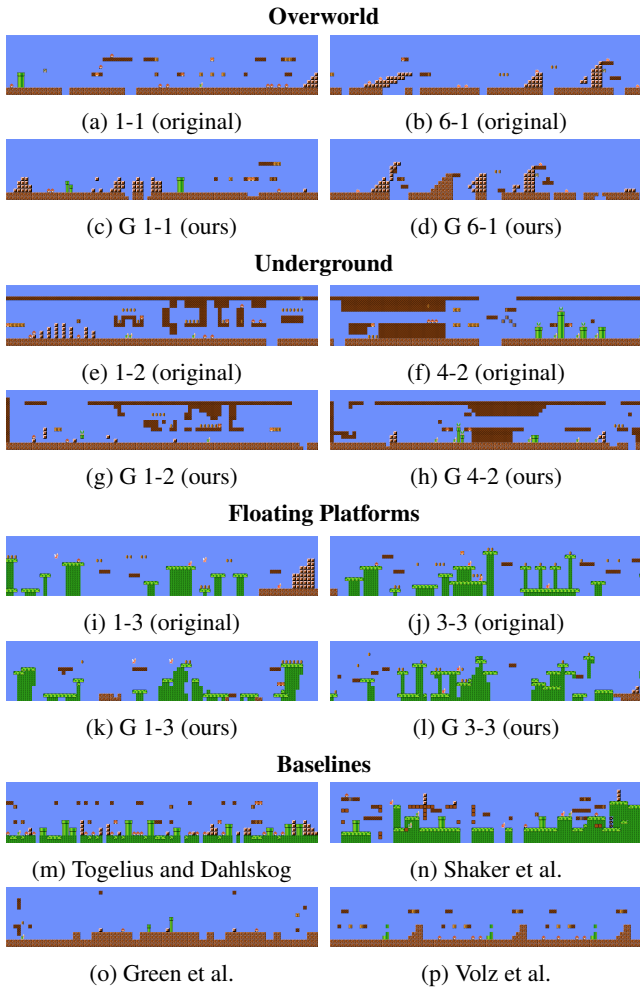 Overworld
(a) 1-1 (original)
(b) 6-1 (original)
(c) G 1-1 (ours)
(d) G 6-1 (ours)
Underground
(e) 1-2 (original)
(f) 4-2 (original)
(g) G 1-2 (ours)
(h) G 4-2 (ours)
Floating Platforms
(i) 1-3 (original)
(j) 3-3 (original)
(k) G 1-3 (ours)
(l) G 3-3 (ours)
Baselines
(m) Togelius and Dahlskog
(n) Shaker et al.
(o) Green et al.
(p) Volz et al.